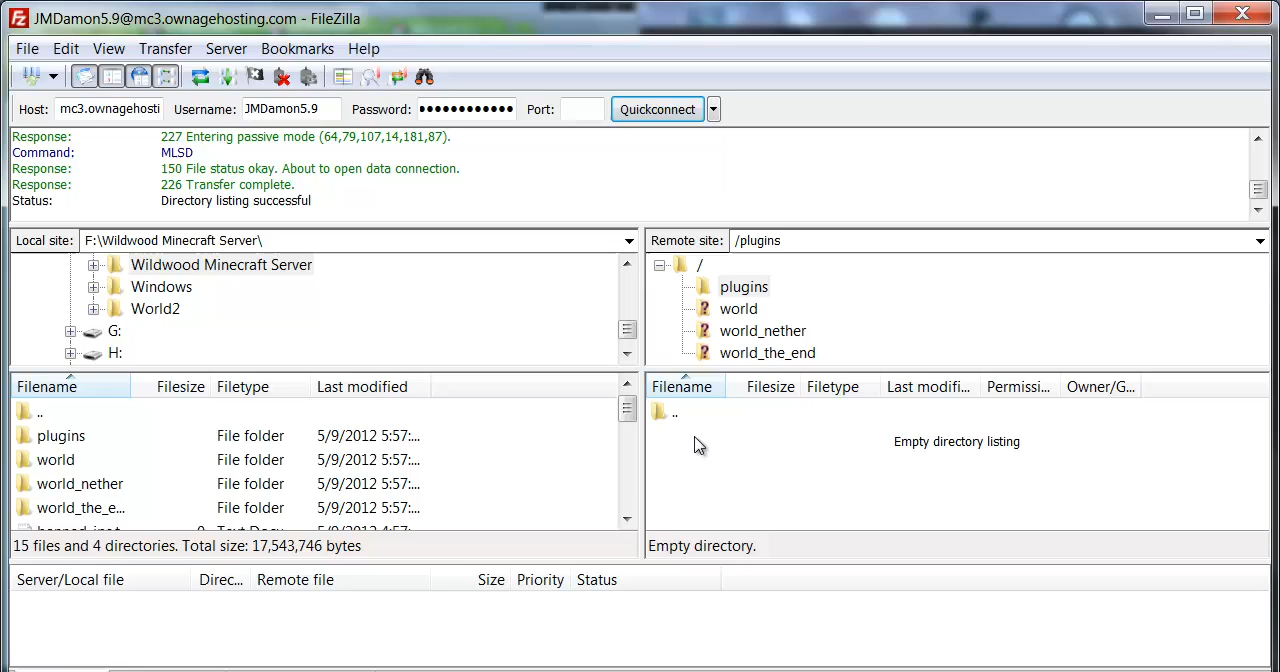 JMDamon5.9@mc3.ownagehosting.com - FileZilla
File Edit View Transfer Server Bookmarks Help
Host: mc3.ownagehosti Username: JMDamon5.9 Password: ●●●●●●●●●●●● Port: Quickconnect
Response: 227 Entering passive mode (64,79,107,14,181,87).
Command: MLSD
Response: 150 File status okay. About to open data connection.
Response: 226 Transfer complete.
Status: Directory listing successful
Local site: F:\Wildwood Minecraft Server\
Wildwood Minecraft Server
Windows
World2
G:
H:
Remote site: /plugins
/
plugins
world
world_nether
world_the_end
Filename Filesize Filetype Last modified
..
plugins File folder 5/9/2012 5:57:...
world File folder 5/9/2012 5:57:...
world_nether File folder 5/9/2012 5:57:...
world_the_e... File folder 5/9/2012 5:57:...
15 files and 4 directories. Total size: 17,543,746 bytes
Filename Filesize Filetype Last modifi... Permissi... Owner/G...
..
Empty directory listing
Empty directory.
Server/Local file Direc... Remote file Size Priority Status